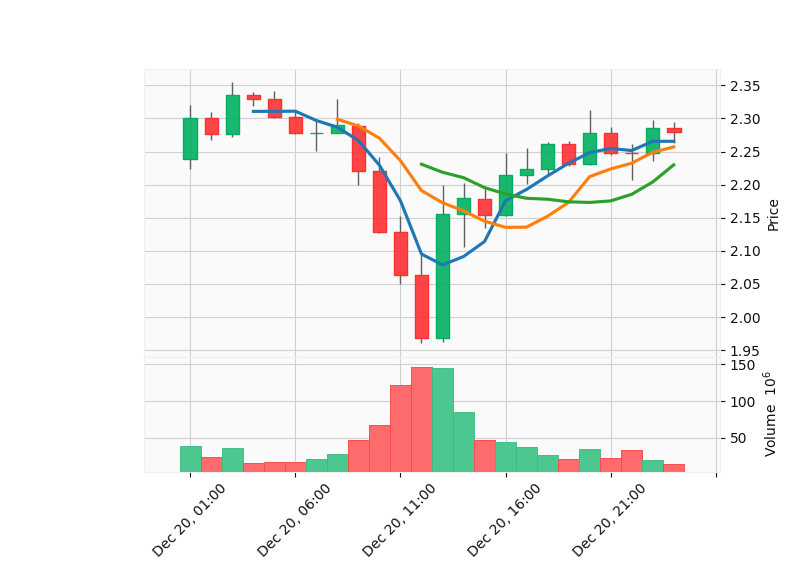 2.35
2.30
2.25
2.20
2.15
2.10
2.05
2.00
1.95
Price
150
100
50
Volume 10⁶
Dec 20, 01:00
Dec 20, 06:00
Dec 20, 11:00
Dec 20, 16:00
Dec 20, 21:00